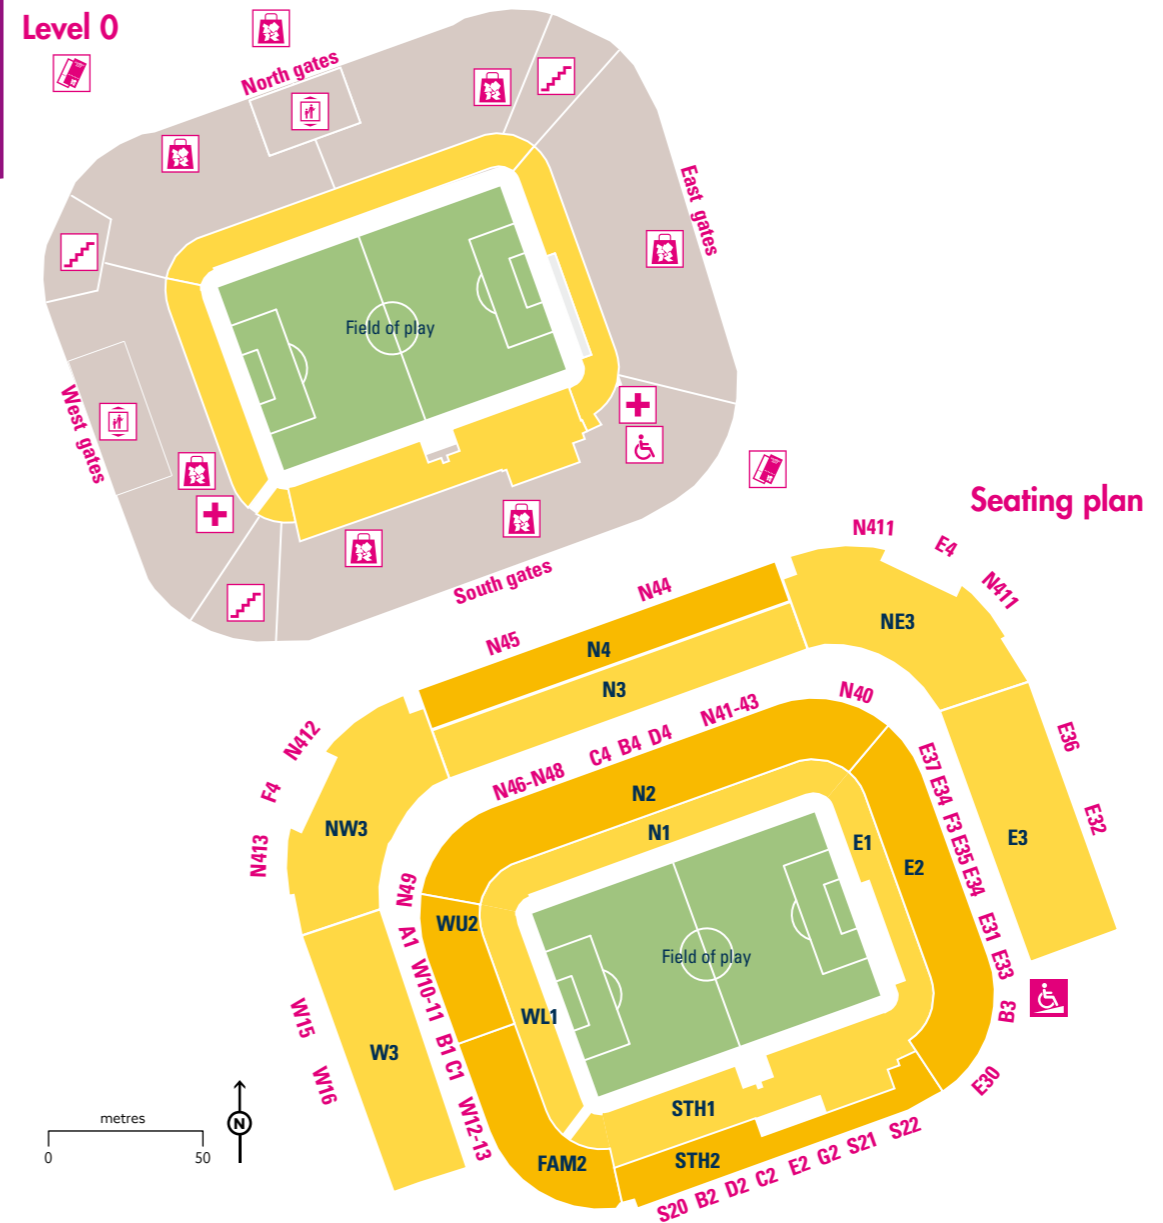 Level 0
North gates
East gates
Field of play
West gates
South gates
Seating plan
N411
E4
N411
N44
N45
N4
NE3
N3
N412
N40
N41-43
C4 B4 D4
N46-N48
E36
F4
E37 E34 F3 E35 E34
N2
E32
NW3
N1
E1
E3
N413
E2
N49
WU2
A1
E31 E33
Field of play
W10-11
B3
WL1
W15
B1 C1
W3
W16
E30
STH1
W12-13
S22
STH2
FAM2
S20 B2 D2 C2 E2 G2 S21
metres
0 50
N